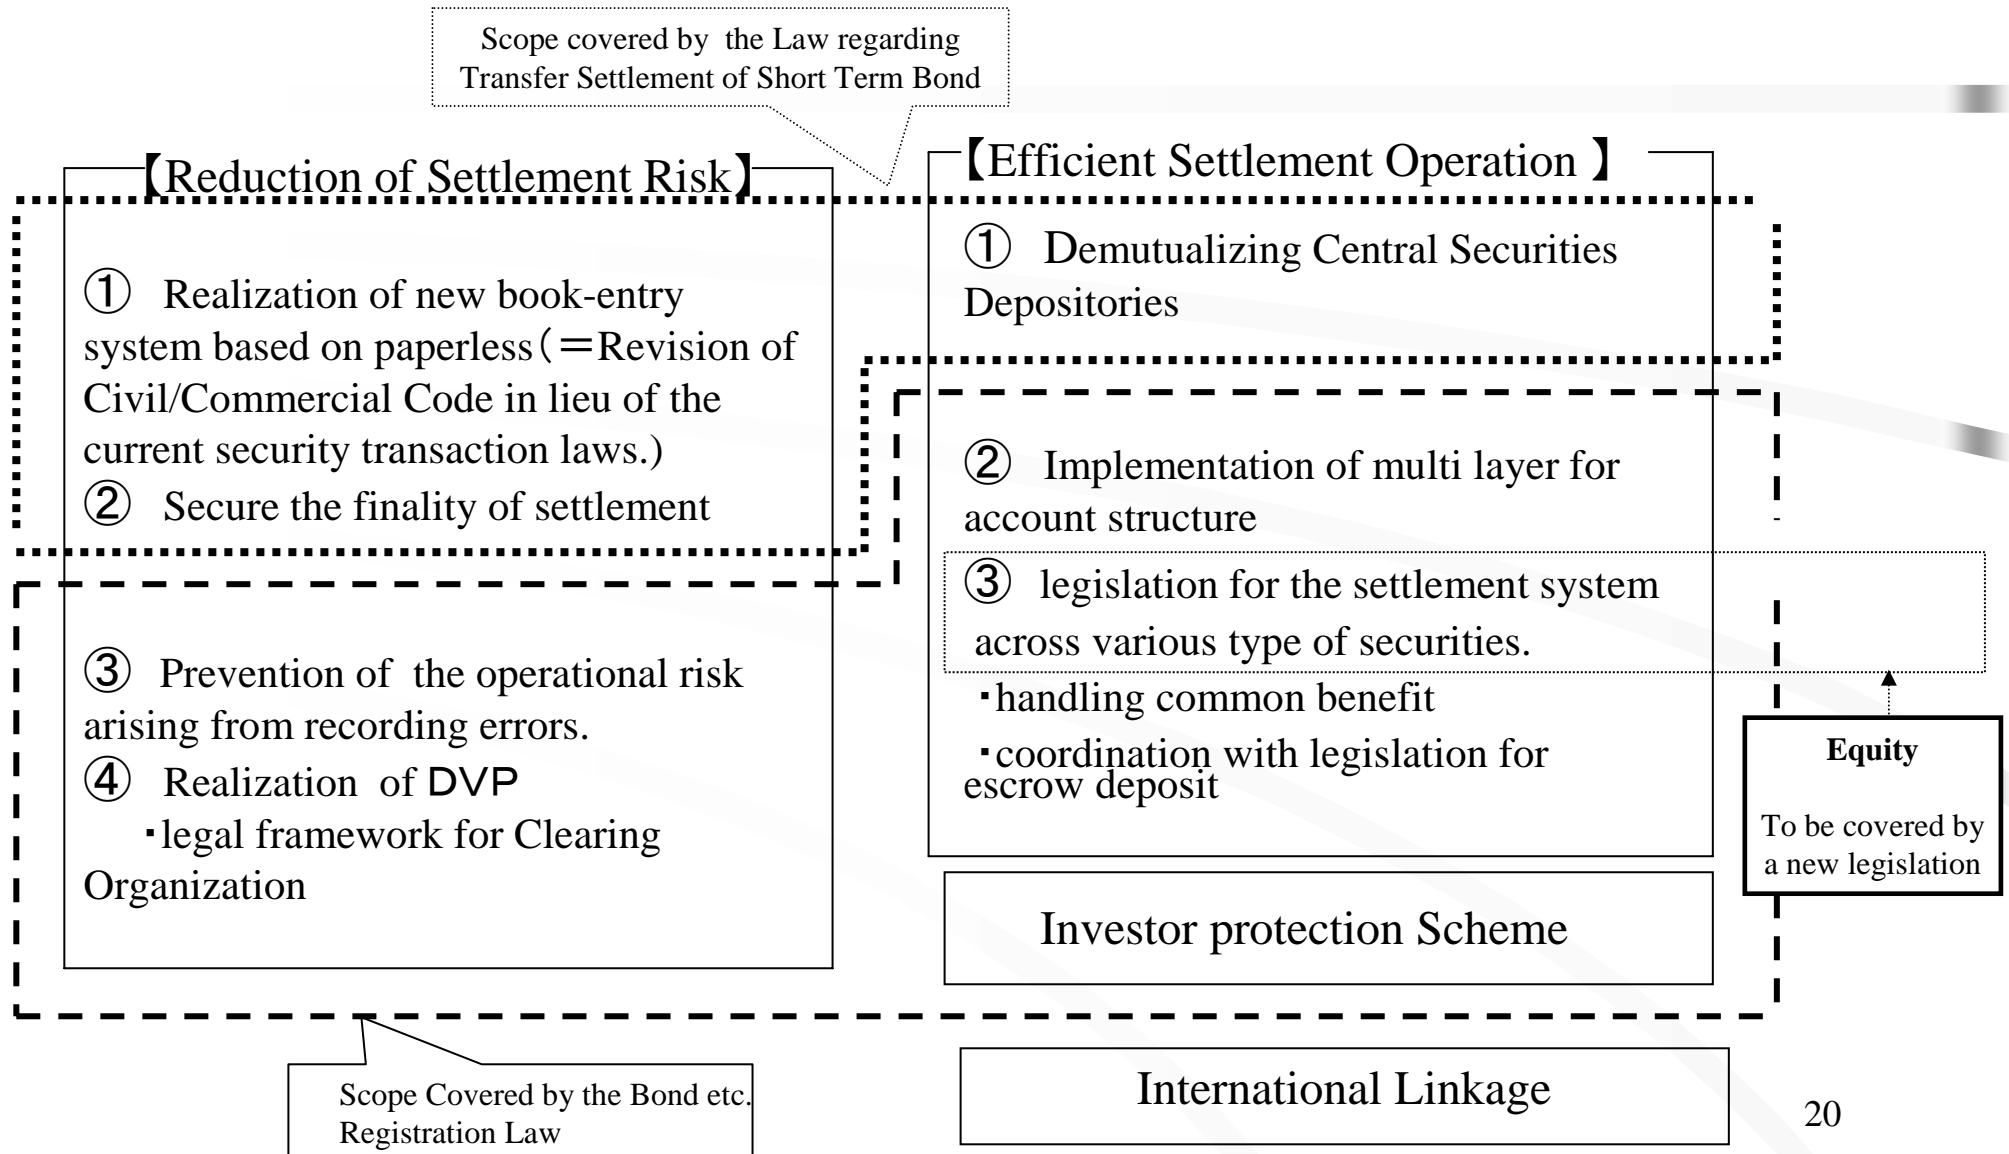 Scope covered by the Law regarding
Transfer Settlement of Short Term Bond
【Reduction of Settlement Risk】
① Realization of new book-entry
system based on paperless（＝Revision of
Civil/Commercial Code in lieu of the
current security transaction laws.)
② Secure the finality of settlement
③ Prevention of the operational risk
arising from recording errors.
④ Realization of DVP
・legal framework for Clearing
Organization
【Efficient Settlement Operation 】
① Demutualizing Central Securities
Depositories
② Implementation of multi layer for
account structure
③ legislation for the settlement system
across various type of securities.
・handling common benefit
・coordination with legislation for
escrow deposit
Equity
To be covered by
a new legislation
Investor protection Scheme
Scope Covered by the Bond etc.
Registration Law
International Linkage
20